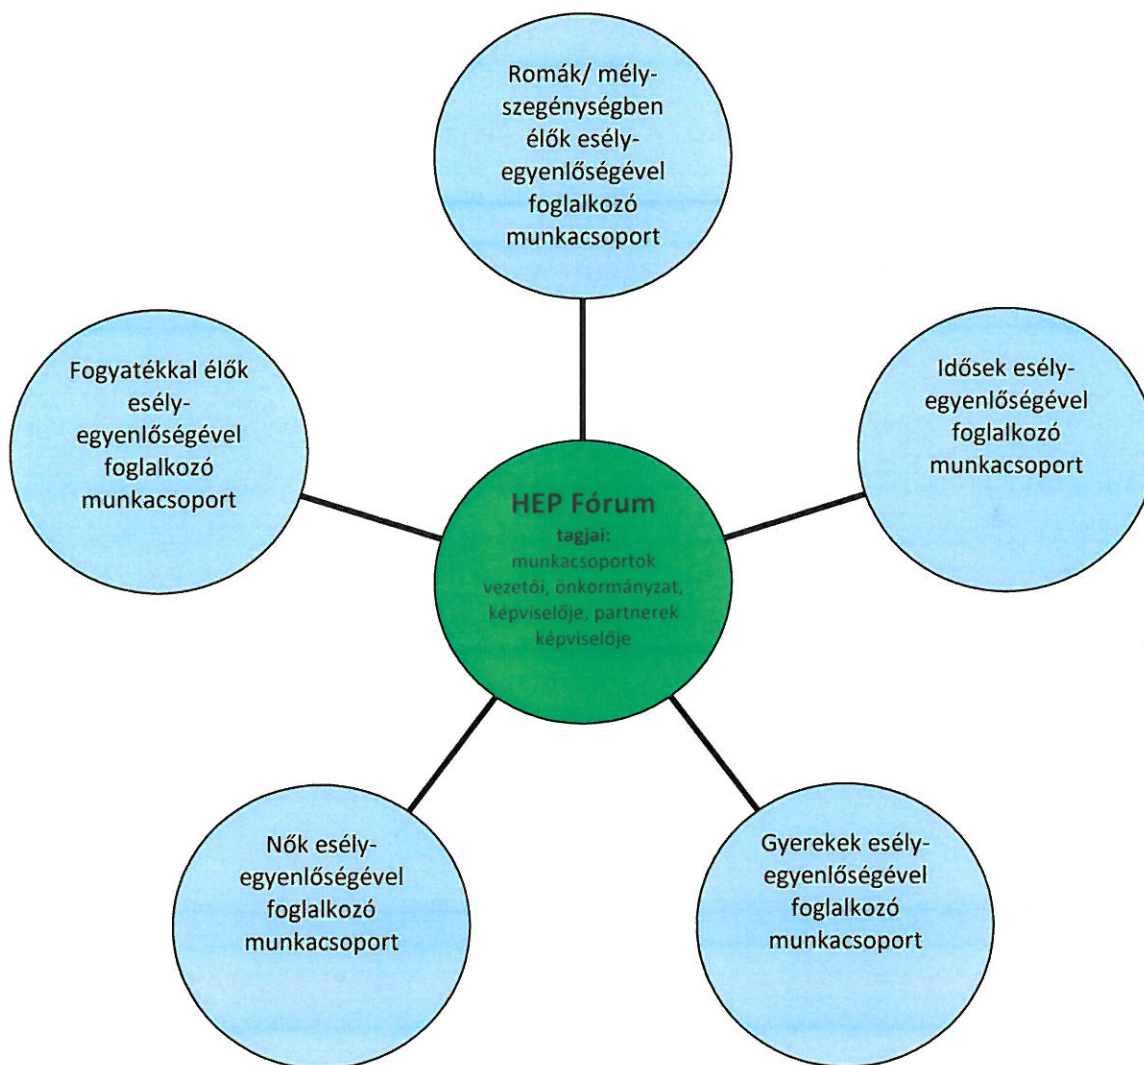 Romák/ mély-
szegénységben
élők esély-
egyenlőségével
foglalkozó
munkacsoport
Fogyatékkal élők
esély-
egyenlőségével
foglalkozó
munkacsoport
Idősek esély-
egyenlőségével
foglalkozó
munkacsoport
HEP Fórum
tagjai:
munkacsoportok
vezetői, önkormányzat,
képviselője, partnerek
képviselője
Nők esély-
egyenlőségével
foglalkozó
munkacsoport
Gyerekek esély-
egyenlőségével
foglalkozó
munkacsoport